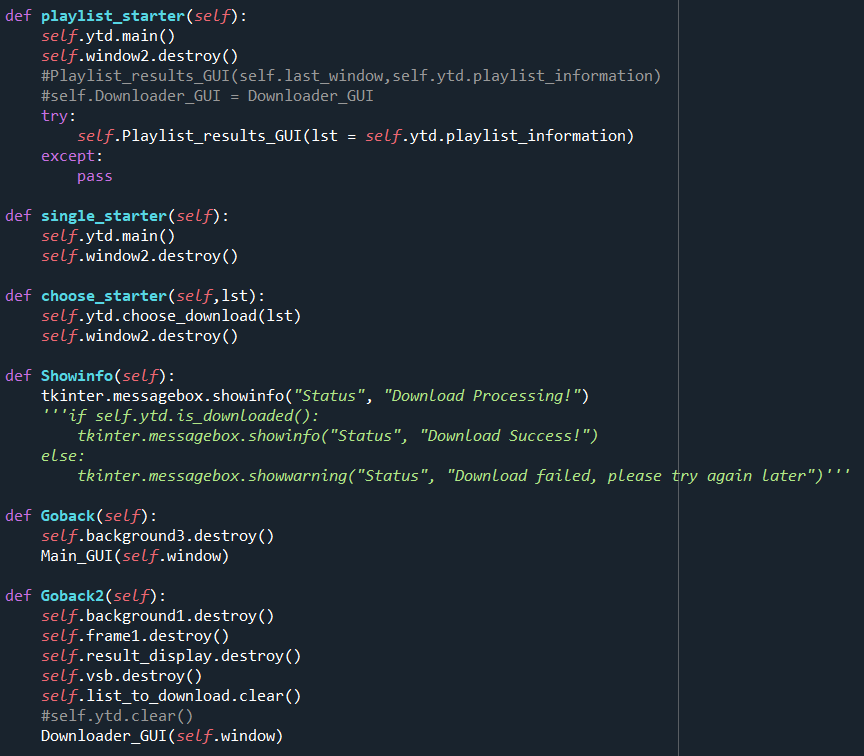 def playlist_starter(self):
    self.ytd.main()
    self.window2.destroy()
    #Playlist_results_GUI(self.last_window,self.ytd.playlist_information)
    #self.Downloader_GUI = Downloader_GUI
    try:
        self.Playlist_results_GUI(lst = self.ytd.playlist_information)
    except:
        pass

def single_starter(self):
    self.ytd.main()
    self.window2.destroy()

def choose_starter(self,lst):
    self.ytd.choose_download(lst)
    self.window2.destroy()

def Showinfo(self):
    tkinter.messagebox.showinfo("Status", "Download Processing!")
    '''if self.ytd.is_downloaded():
        tkinter.messagebox.showinfo("Status", "Download Success!")
    else:
        tkinter.messagebox.showwarning("Status", "Download failed, please try again later")'''

def Goback(self):
    self.background3.destroy()
    Main_GUI(self.window)

def Goback2(self):
    self.background1.destroy()
    self.frame1.destroy()
    self.result_display.destroy()
    self.vsb.destroy()
    self.list_to_download.clear()
    #self.ytd.clear()
    Downloader_GUI(self.window)